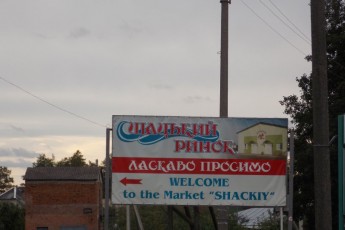 ШАЦЬКИЙ
РИНОК
ЛАСКАВО ПРОСИМО
WELCOME
to the Market "SHACKIY"